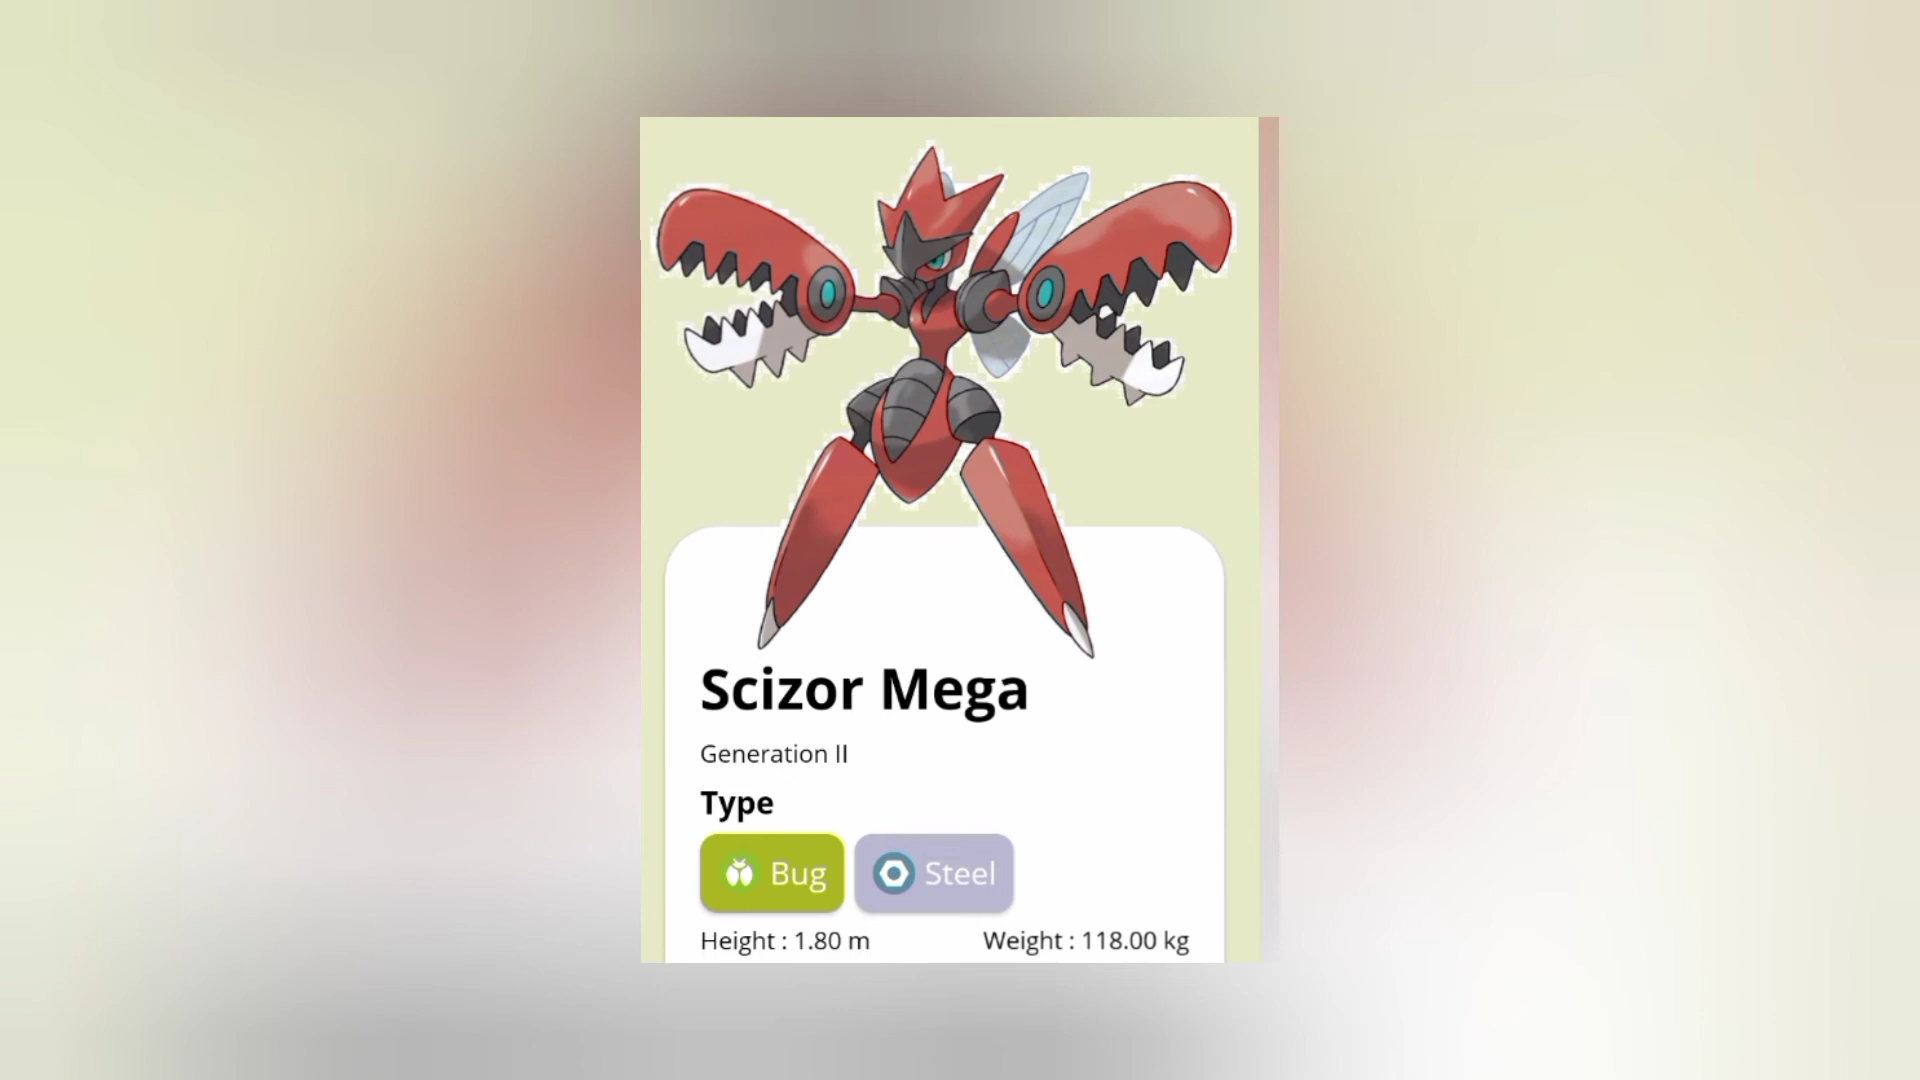 Scizor Mega
Generation II
Type
Bug Steel
Height : 1.80 m Weight : 118.00 kg